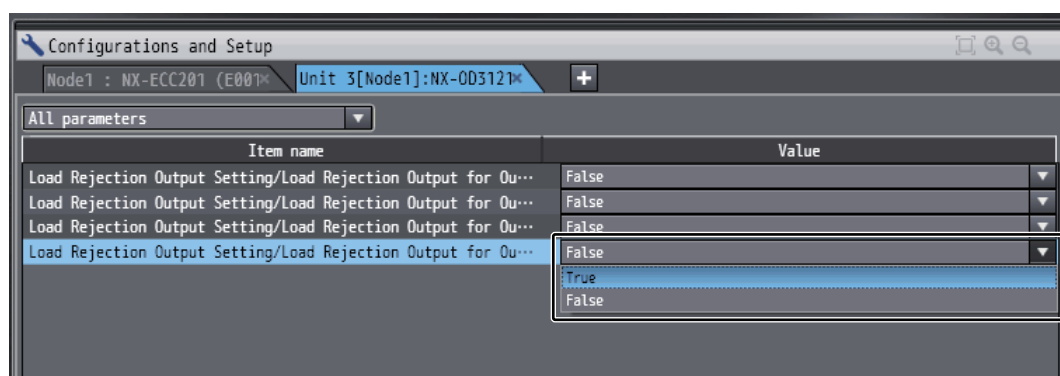 Configurations and Setup
Node1 : NX-ECC201 (E001 Unit 3[Node1]:NX-OD3121
All parameters
Item name Value
Load Rejection Output Setting/Load Rejection Output for Ou··· False
Load Rejection Output Setting/Load Rejection Output for Ou··· False
Load Rejection Output Setting/Load Rejection Output for Ou··· False
Load Rejection Output Setting/Load Rejection Output for Ou··· False
True
False